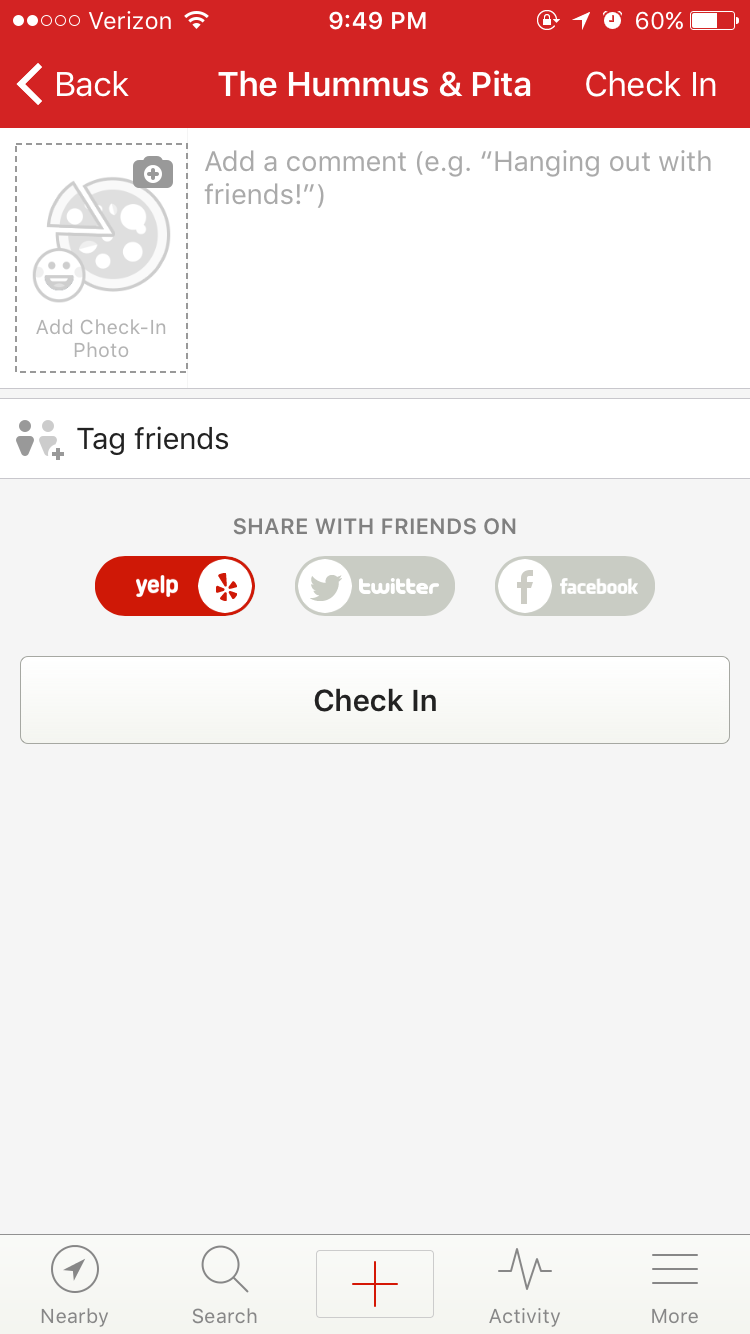 Verizon 9:49 PM 60%
Back The Hummus & Pita Check In
Add a comment (e.g. “Hanging out with
friends!”)
Add Check-In
Photo
Tag friends
SHARE WITH FRIENDS ON
yelp twitter facebook
Check In
Nearby Search Activity More